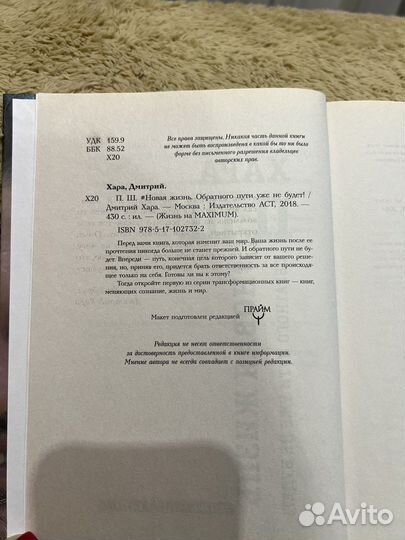 УДК 159.9
ББК 88.52
Х20
Все права защищены. Никакая часть данной книги
не может быть воспроизведена в какой бы то ни было
форме без письменного разрешения владельцев
авторских прав.
Хара, Дмитрий.
Х20 П. Ш. #Новая жизнь. Обратного пути уже не будет! /
Дмитрий Хара. — Москва : Издательство АСТ, 2018. —
430 с. : ил. — (Жизнь на MAXIMUM).
ISBN 978-5-17-102732-2
Перед вами книга, которая изменит ваш мир. Ваша жизнь после ее
прочтения никогда больше не станет прежней. И обратного пути не бу-
дет. Впереди — путь, конечная цель которого зависит от вашего реше-
ния, но, приняв его, придется брать ответственность за все происходя-
щее только на себя. Готовы ли вы к этому?
Тогда откройте первую из серии трансформационных книг — книг,
меняющих сознание, жизнь и мир.
Макет подготовлен редакцией
ПРАЙМ
Редакция не несет ответственности
за достоверность предоставленной в книге информации.
Мнение автора не всегда совпадает с позицией редакции.
Avito